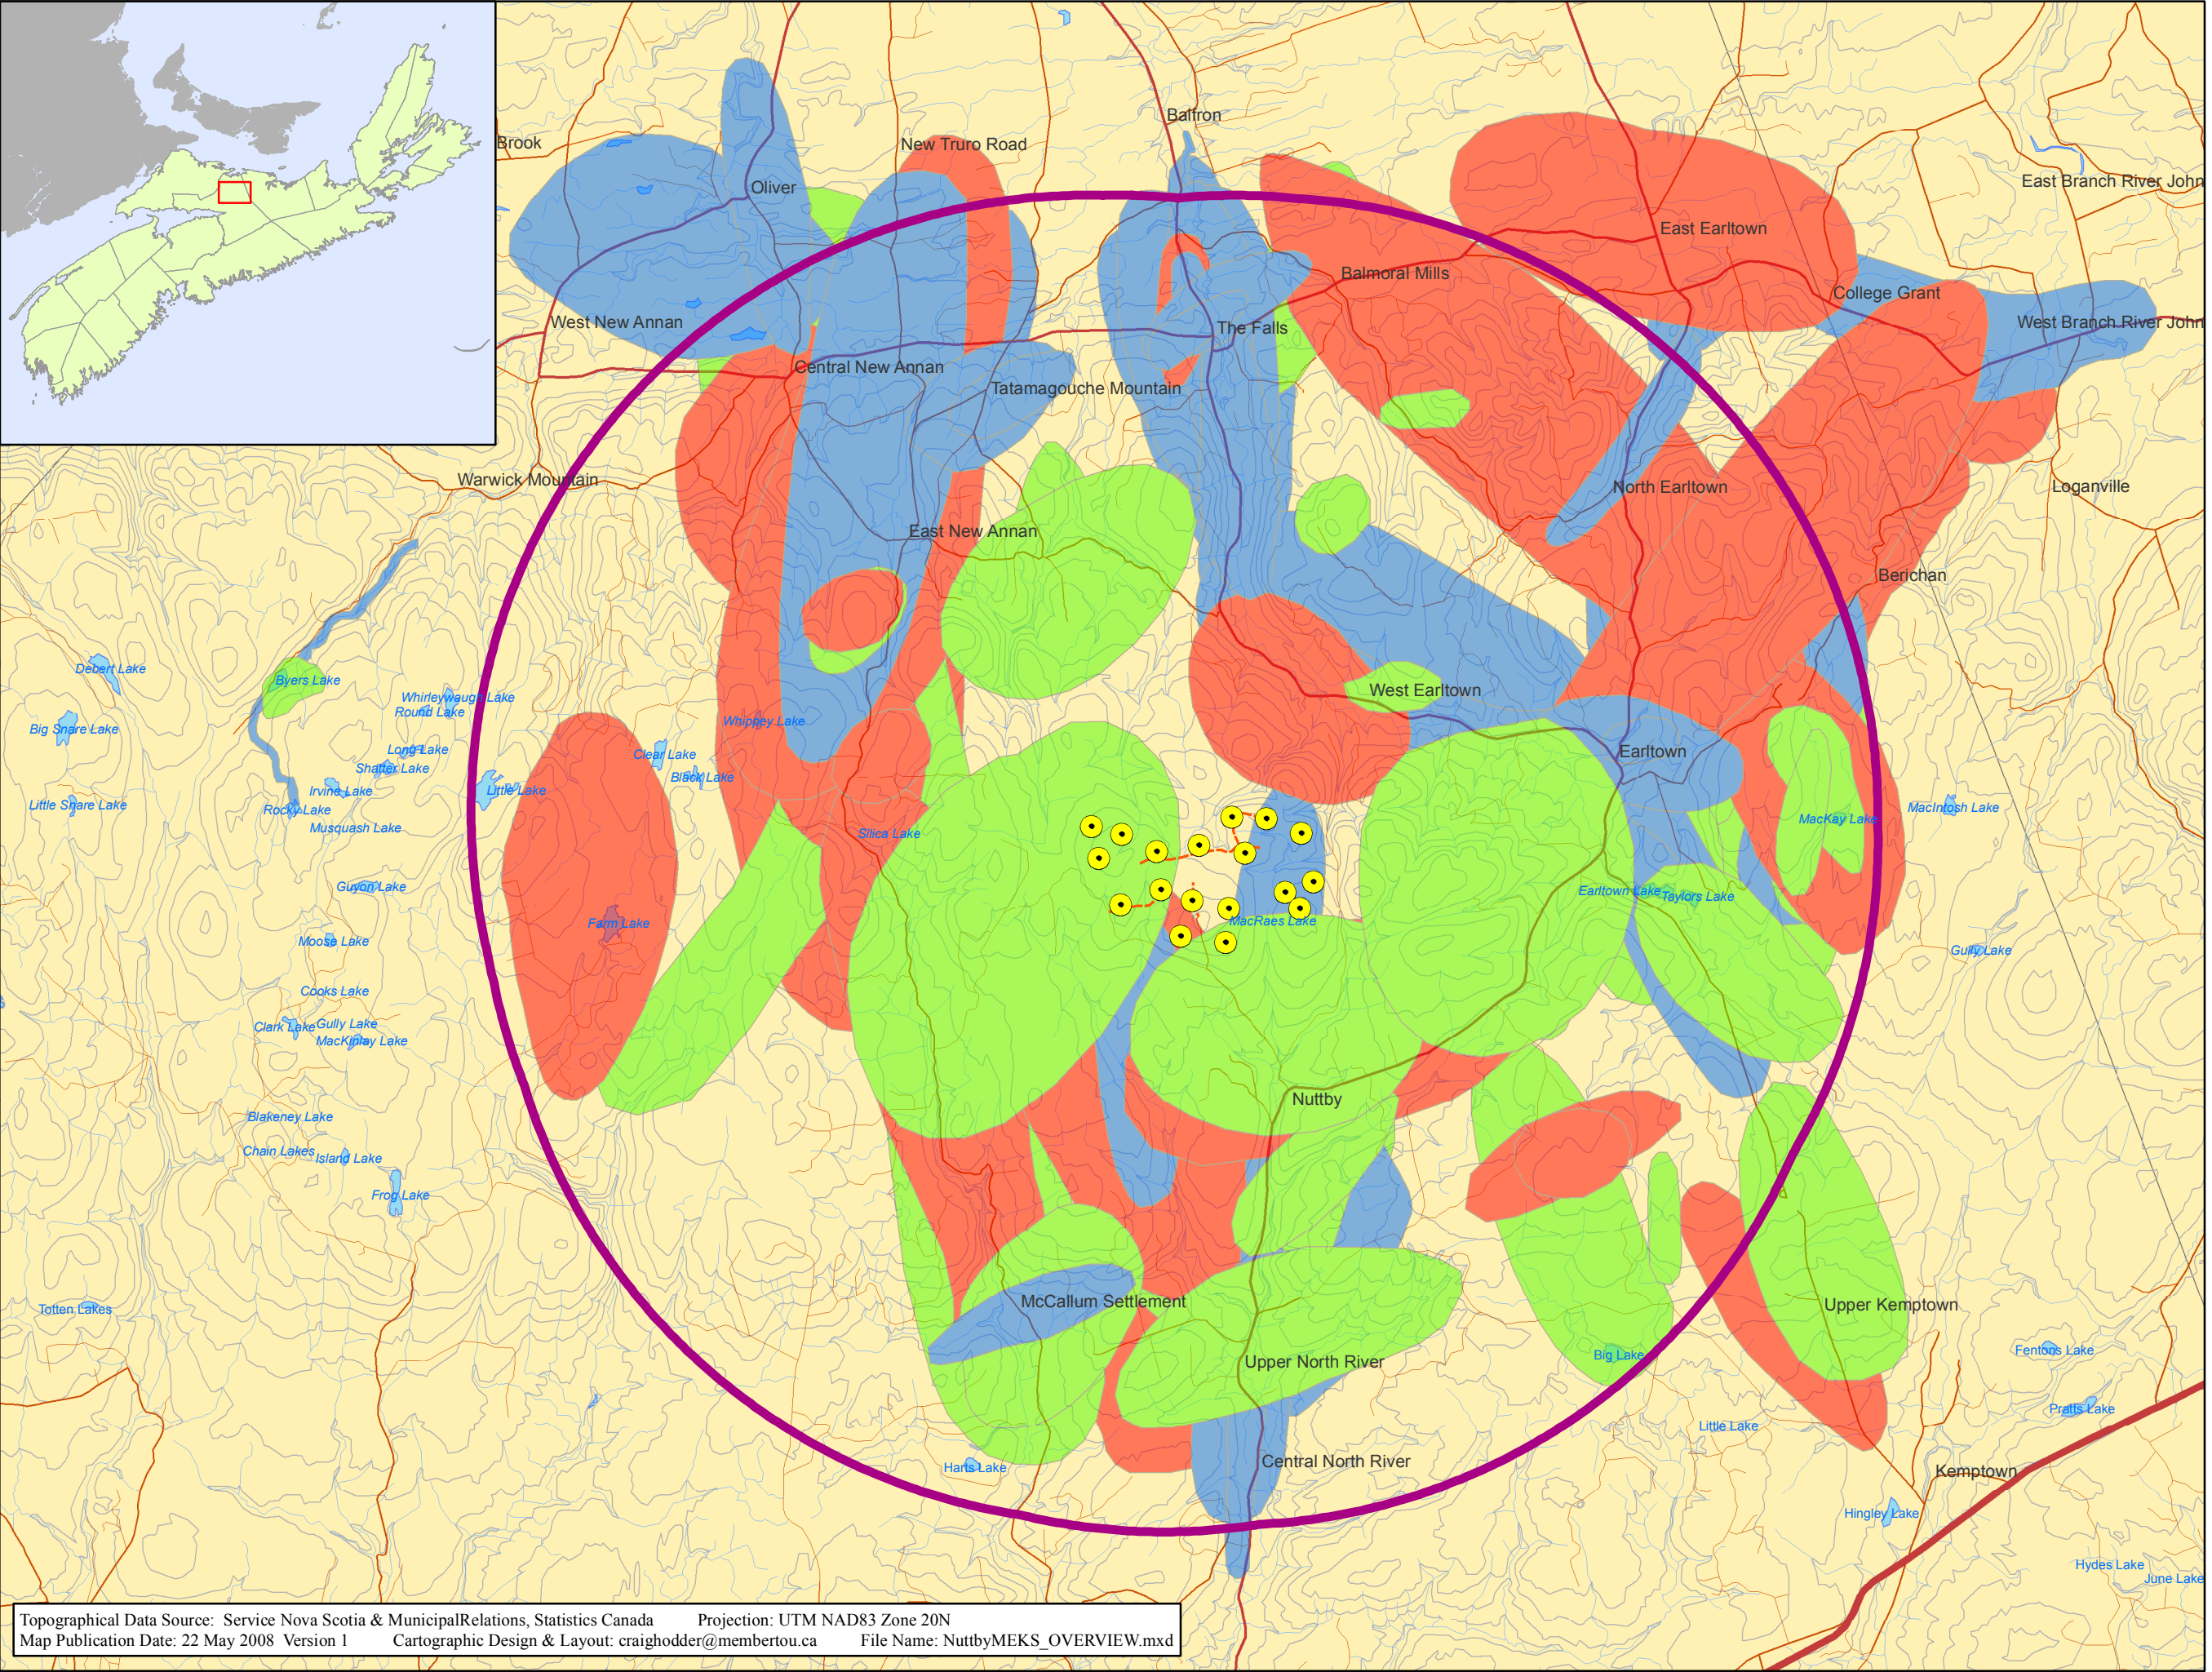 Balfron
Brook
New Truro Road
East Branch River John
Oliver
East Earltown
Balmoral Mills
College Grant
West New Annan
The Falls
West Branch River John
Central New Annan
Tatamagouche Mountain
Warwick Mountain
North Earltown
Loganville
East New Annan
Berichan
Debert Lake
Byers Lake
West Earltown
Whirleywaugh Lake
Round Lake
Whippey Lake
Big Snare Lake
Long Lake
Clear Lake
Earltown
Shatter Lake
Black Lake
Irvine Lake
Little Lake
Little Share Lake
Rocky Lake
MacIntosh Lake
Musquash Lake
Silica Lake
MacKay Lake
Guyon Lake
Earltown Lake
Taylors Lake
Farm Lake
MacRaes Lake
Moose Lake
Gully Lake
Cooks Lake
Clark Lake
Gully Lake
MacKinlay Lake
Nuttby
Blakeney Lake
Chain Lakes
Island Lake
Frog Lake
McCallum Settlement
Upper Kemptown
Totten Lakes
Upper North River
Big Lake
Fentons Lake
Pratts Lake
Little Lake
Harts Lake
Central North River
Kemptown
Hingley Lake
Hydes Lake
June Lake
Topographical Data Source: Service Nova Scotia & MunicipalRelations, Statistics Canada Projection: UTM NAD83 Zone 20N
Map Publication Date: 22 May 2008 Version 1 Cartographic Design & Layout: craighodder@membertou.ca File Name: NuttbyMEKS_OVERVIEW.mxd